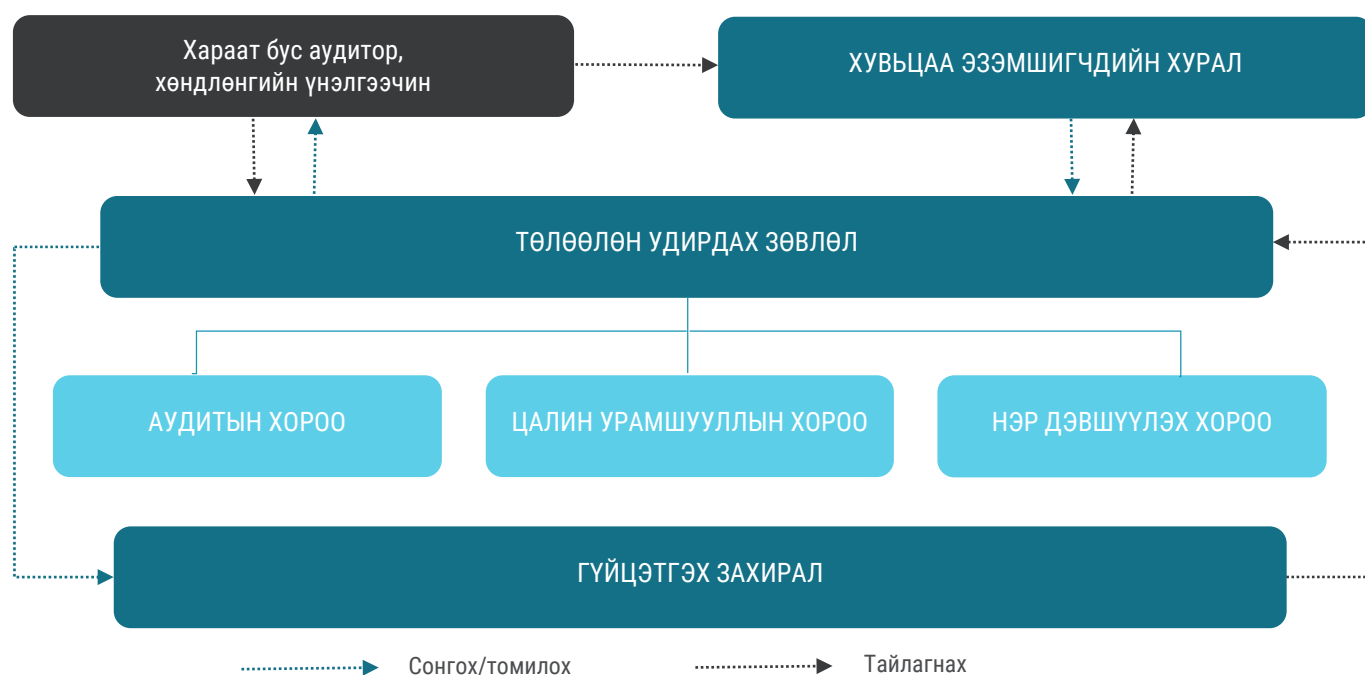 Хараат бус аудитор,
хөндлөнгийн үнэлгээчин
ХУВЬЦАА ЭЗЭМШИГЧДИЙН ХУРАЛ
ТӨЛӨӨЛӨН УДИРДАХ ЗӨВЛӨЛ
АУДИТЫН ХОРОО
ЦАЛИН УРАМШУУЛЛЫН ХОРОО
НЭР ДЭВШҮҮЛЭХ ХОРОО
ГҮЙЦЭТГЭХ ЗАХИРАЛ
Сонгох/томилох
Тайлагнах